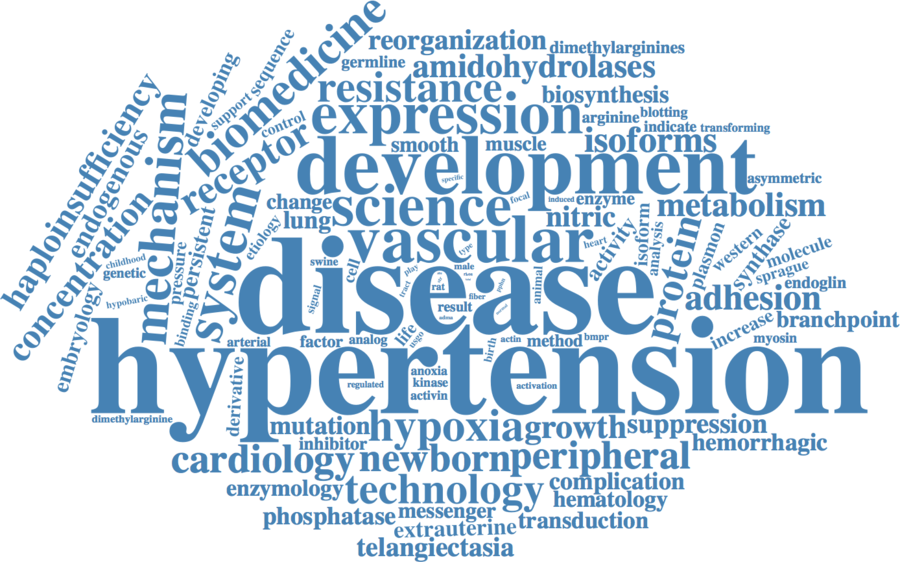 reorganization
dimethylarginines
germline
amidohydrolases
biomedicine
sequence
support
developing
resistance
biosynthesis
haploinsufficiency
endogenous
mechanism
control
expression
arginine
blotting
indicate
transforming
receptor
smooth
muscle
isoforms
development
asymmetric
specific
concentration
persistent
system
etiology
change
science
focal
induced
enzyme
metabolism
lung
nitric
childhood
genetic
pressure
binding
vascular
type
heart
activity
isoform
analysis
protein
plasmon
western
synthase
molecule
sprague
endoglin
embryology
hypobaric
swine
cell
play
tract
male
rat
fiber
animal
disease
signal
result
adhesion
increase
branchpoint
myosin
arterial
factor
analog
life
birth
actin
method
bmpr
hypertension
anoxia
kinase
activin
regulated
activation
derivative
dimethylarginine
mutation
hypoxia
growth
suppression
inhibitor
hemorrhagic
cardiology
newborn
peripheral
enzymology
technology
complication
hematology
phosphatase
messenger
extrauterine
transduction
telangiectasia